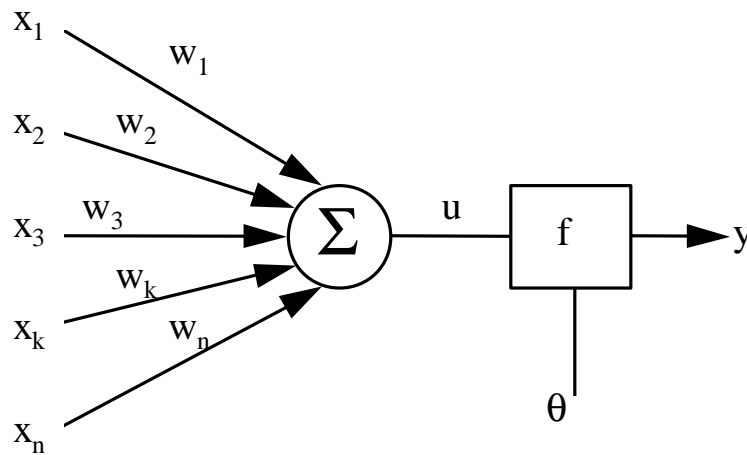 x₁
w₁
x₂
w₂
x₃
w₃
Σ
u
f
y
wₖ
xₖ
wₙ
θ
xₙ